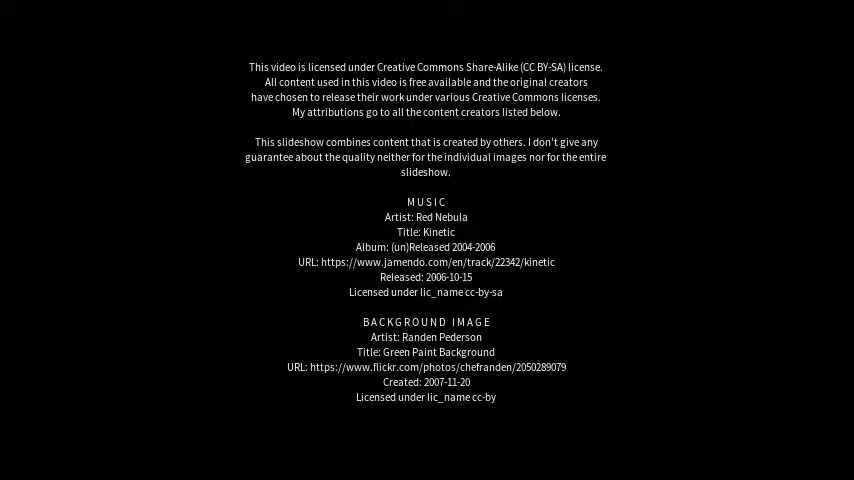 This video is licensed under Creative Commons Share-Alike (CC BY-SA) license.
All content used in this video is free available and the original creators
have chosen to release their work under various Creative Commons licenses.
My attributions go to all the content creators listed below.
This slideshow combines content that is created by others. I don't give any
guarantee about the quality neither for the individual images nor for the entire
slideshow.
MUSIC
Artist: Red Nebula
Title: Kinetic
Album: (un)Released 2004-2006
URL: https://www.jamendo.com/en/track/22342/kinetic
Released: 2006-10-15
Licensed under lic_name cc-by-sa
BACKGROUND IMAGE
Artist: Randen Pederson
Title: Green Paint Background
URL: https://www.flickr.com/photos/chefranden/2050289079
Created: 2007-11-20
Licensed under lic_name cc-by